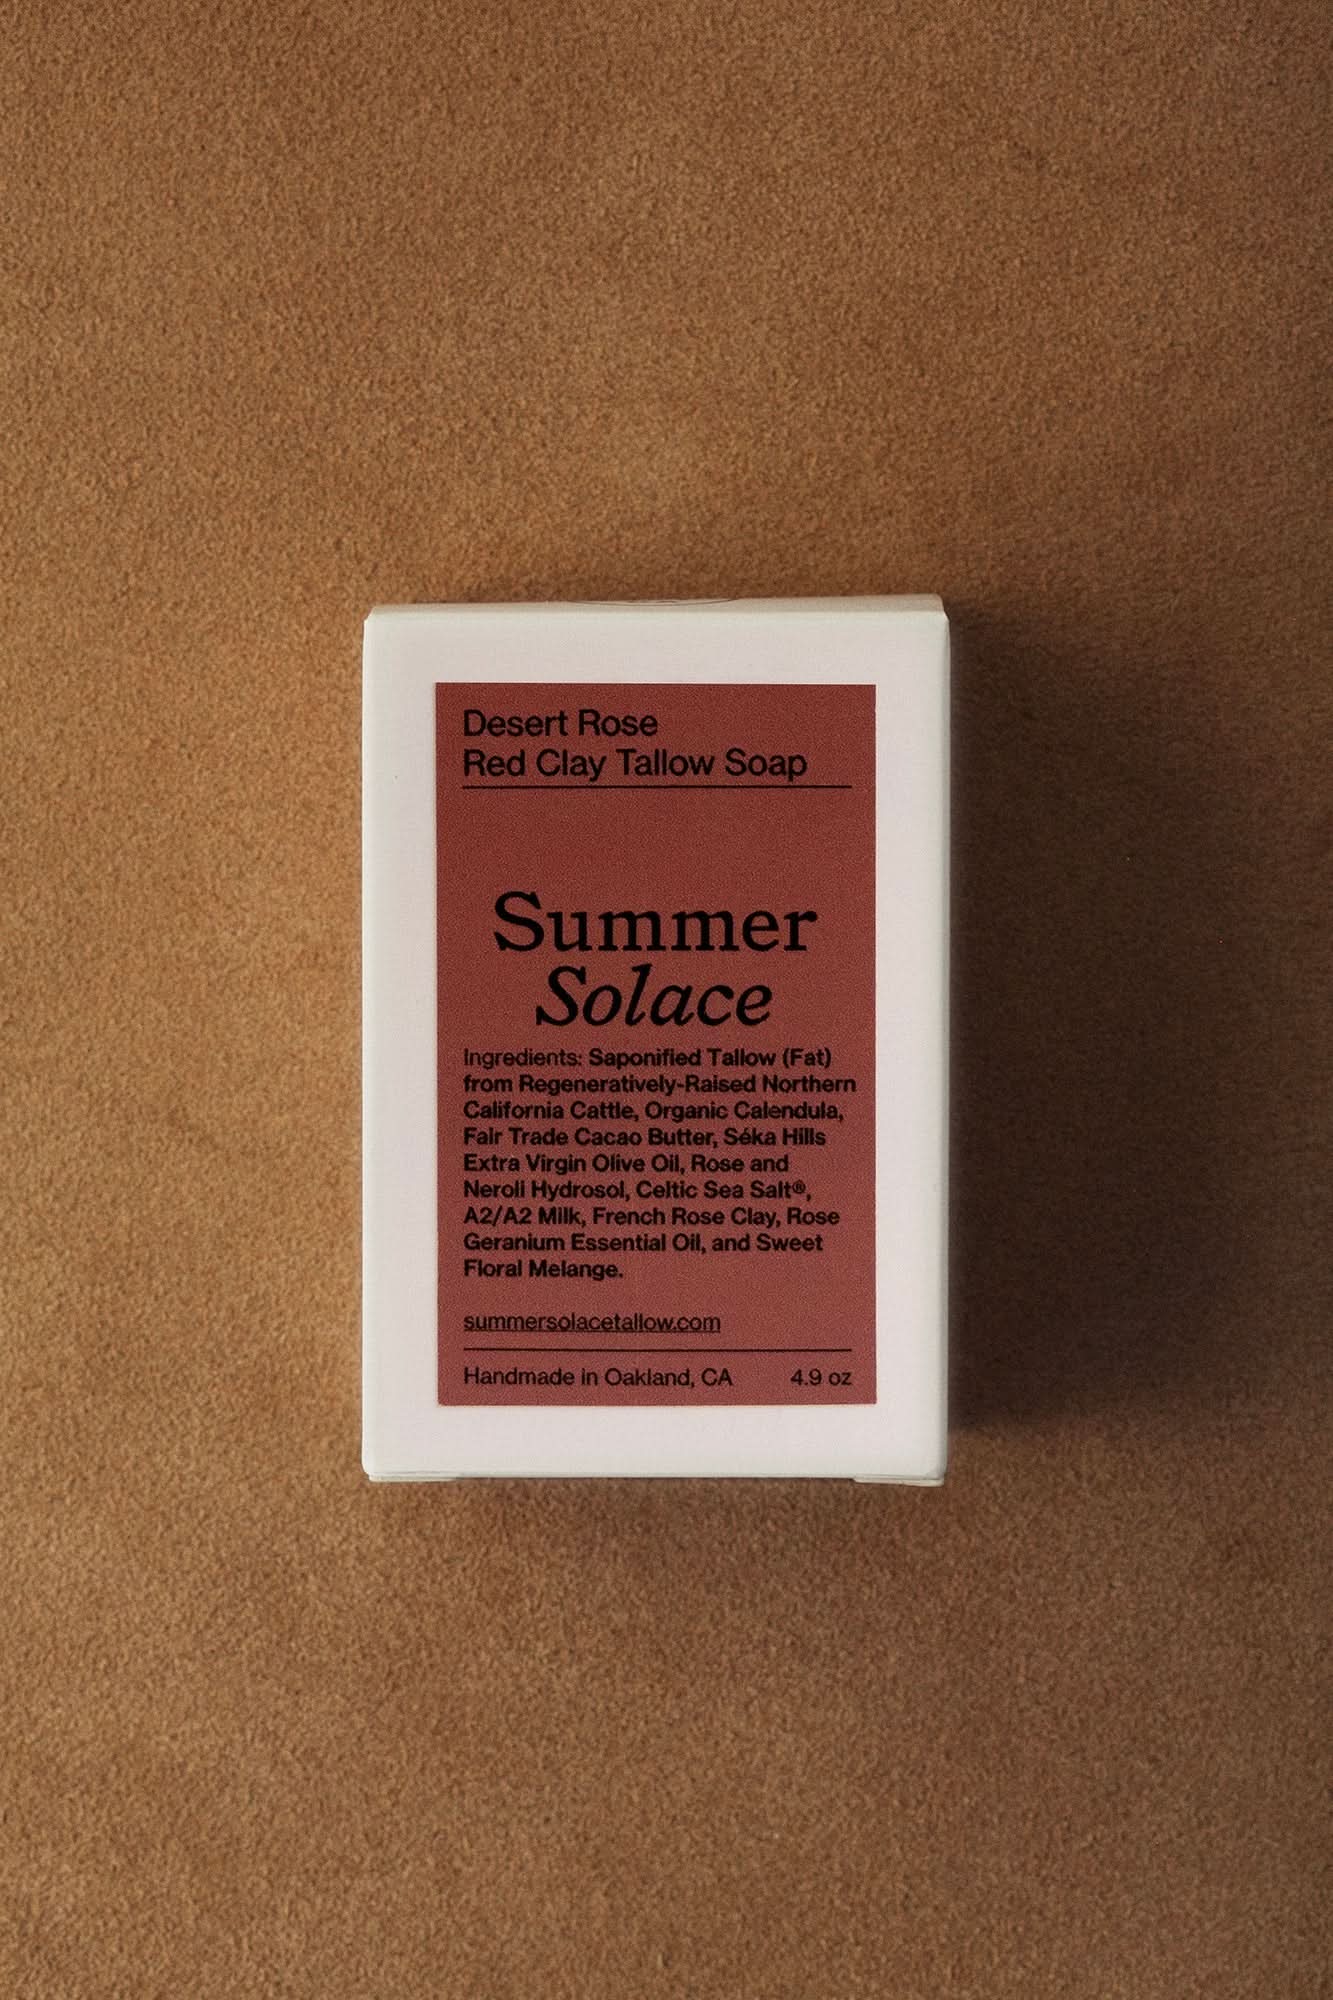 Desert Rose
Red Clay Tallow Soap
Summer
Solace
Ingredients: Saponified Tallow (Fat)
from Regeneratively-Raised Northern
California Cattle, Organic Calendula,
Fair Trade Cacao Butter, Séka Hills
Extra Virgin Olive Oil, Rose and
Neroli Hydrosol, Celtic Sea Salt®,
A2/A2 Milk, French Rose Clay, Rose
Geranium Essential Oil, and Sweet
Floral Melange.
summersolacetallow.com
Handmade in Oakland, CA 4.9 oz